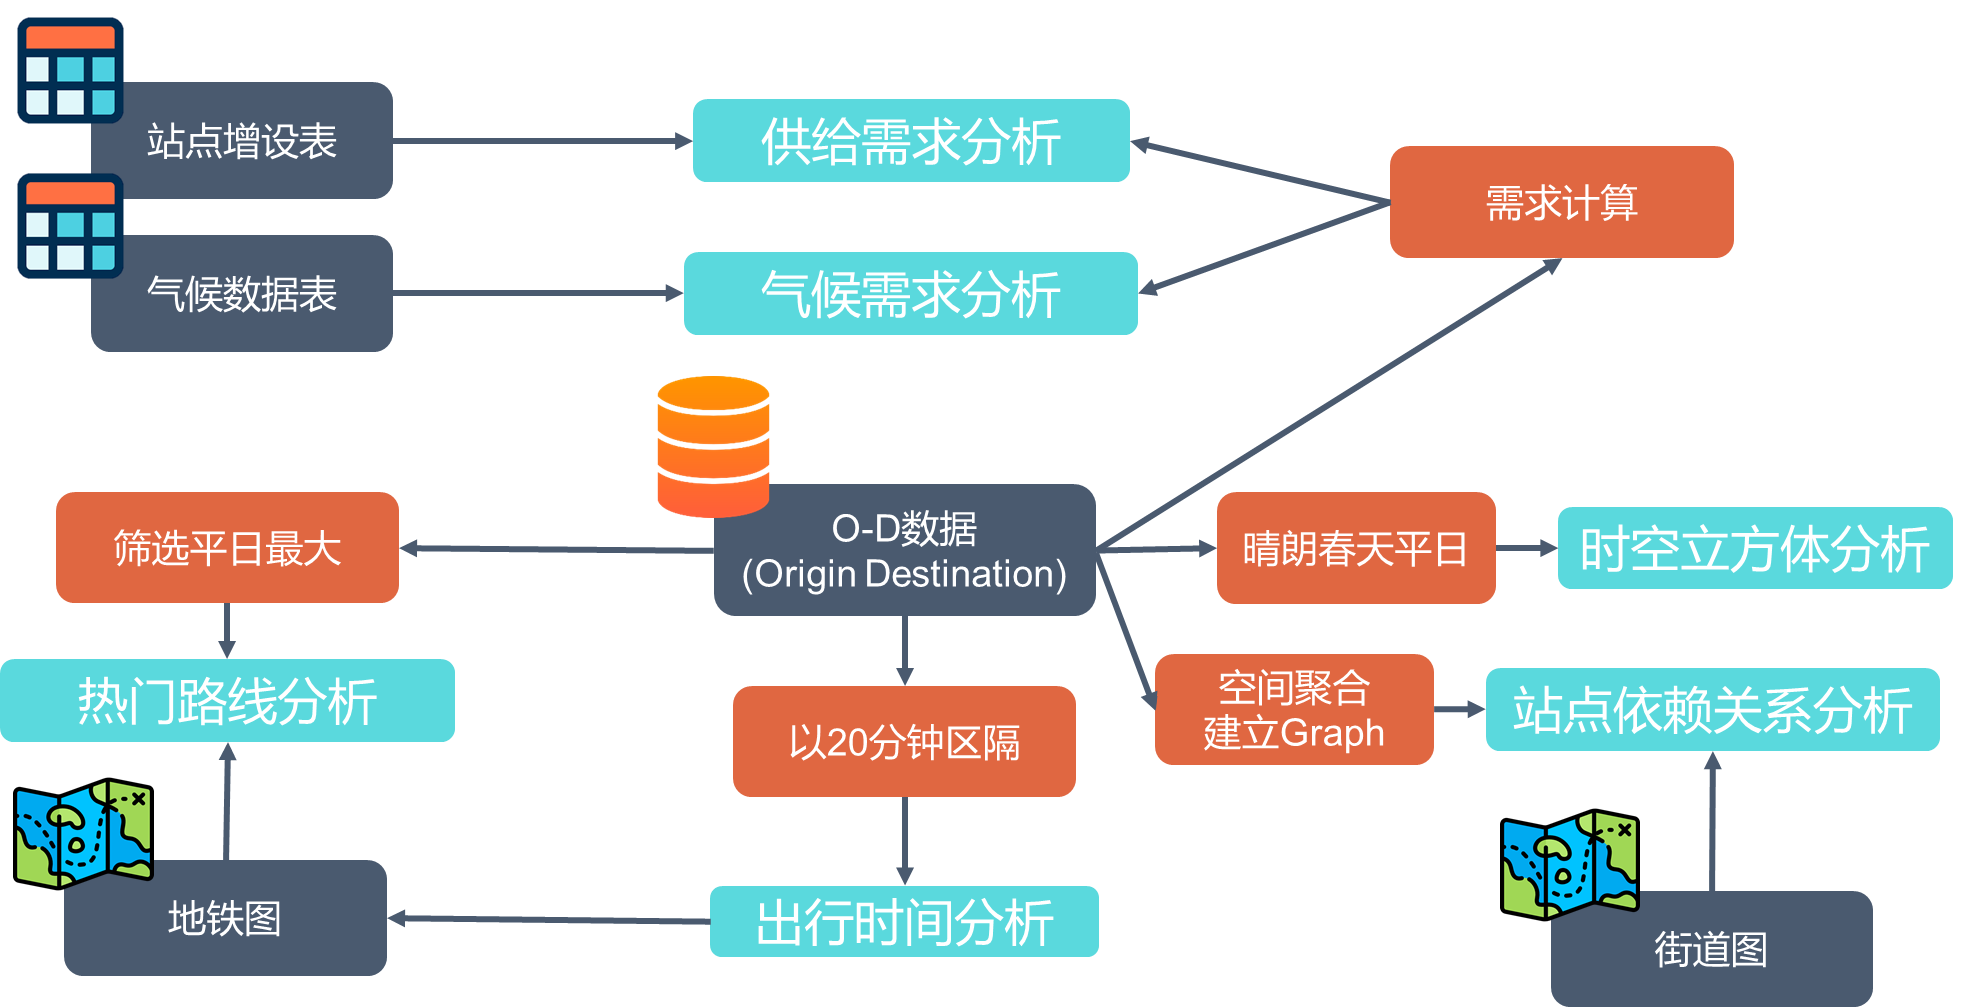 站点增设表
供给需求分析
需求计算
气候数据表
气候需求分析
O-D数据
(Origin Destination)
筛选平日最大
晴朗春天平日
时空立方体分析
热门路线分析
以20分钟区隔
空间聚合
建立Graph
站点依赖关系分析
地铁图
出行时间分析
街道图